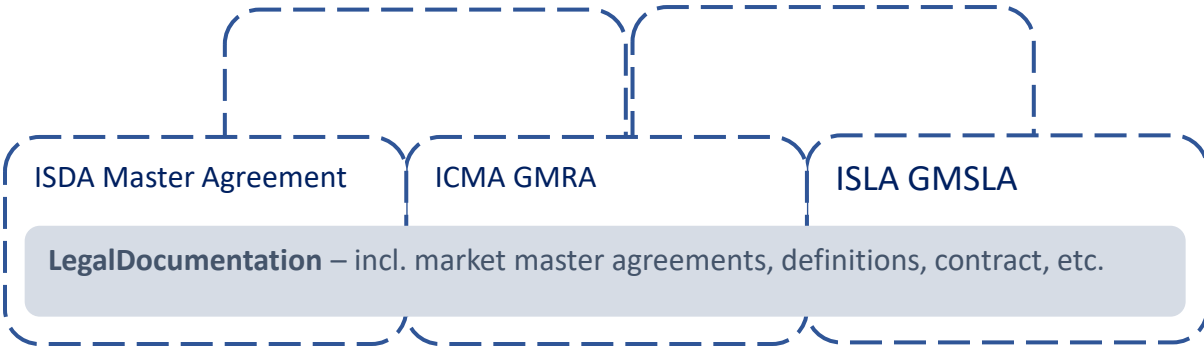 ISDA Master Agreement
ICMA GMRA
ISLA GMSLA
LegalDocumentation – incl. market master agreements, definitions, contract, etc.